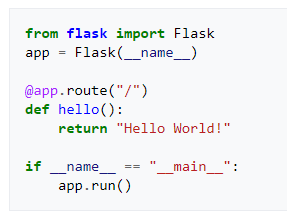 from flask import Flask
app = Flask(__name__)

@app.route("/")
def hello():
    return "Hello World!"

if __name__ == "__main__":
    app.run()